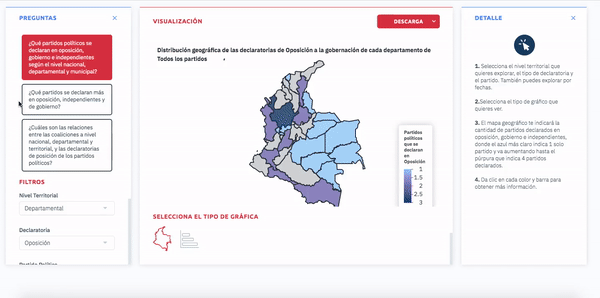 PREGUNTAS ×
¿Qué partidos políticos se
declaran en oposición,
gobierno e independientes
según el nivel nacional,
departamental y municipal?
¿Qué partidos se declaran más
en oposición, independientes y
de gobierno?
¿Cuáles son las relaciones
entre las coaliciones a nivel
nacional, departamental y
territorial, y las declaratorias
de posición de los partidos
políticos?
FILTROS
Nivel Territorial
Departamental
Declaratoria
Oposición
Partido Político
VISUALIZACIÓN
DESCARGA
Distribución geográfica de las declaratorias de Oposición a la gobernación de cada departamento de
Todos los partidos
Partidos
políticos
que se
declaran
en
Oposición
1
1.5
2
2.5
3
SELECCIONA EL TIPO DE GRÁFICA
DETALLE ×
1. Selecciona el nivel territorial que
quieres explorar, el tipo de declaratoria y
el partido. También puedes explorar por
fechas.
2.Selecciona el tipo de gráfico que
quieres ver.
3. El mapa geográfico te indicará la
cantidad de partidos declarados en
oposición, gobierno e independientes,
donde el azul más claro indica 1 solo
partido y va aumentando hasta el
púrpura que indica 4 partidos
declarados.
4. Da clic en cada color y barra para
obtener más información.